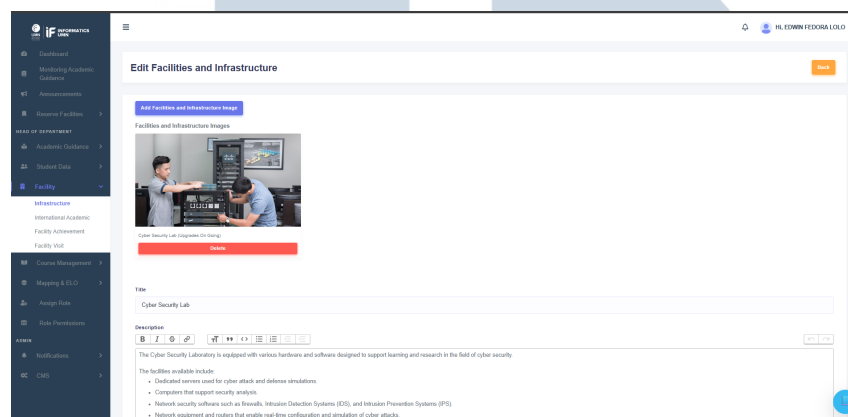 UMN
iF INFORMATICS
UMN
Hi, EDWIN FEDORA LOLO
Dashboard
Monitoring Academic
Guidance
Announcements
Reserve Facilities
HEAD OF DEPARTMENT
Academic Guidance
Student Data
Facility
Infrastructure
International Academic
Facility Achievement
Facility Visit
Course Management
Mapping & ELO
Assign Role
Role Permissions
ADMIN
Notifications
CMS
Edit Facilities and Infrastructure
Back
Add Facilities and Infrastructure Image
Facilities and Infrastructure Images
Cyber Security Lab (Upgrades On Going)
Delete
Title
Cyber Security Lab
Description
The Cyber Security Laboratory is equipped with various hardware and software designed to support learning and research in the field of cyber security.
The facilities available include:
• Dedicated servers used for cyber attack and defense simulations.
• Computers that support security analysis.
• Network security software such as firewalls, Intrusion Detection Systems (IDS), and Intrusion Prevention Systems (IPS).
• Network equipment and routers that enable real-time configuration and simulation of cyber attacks.